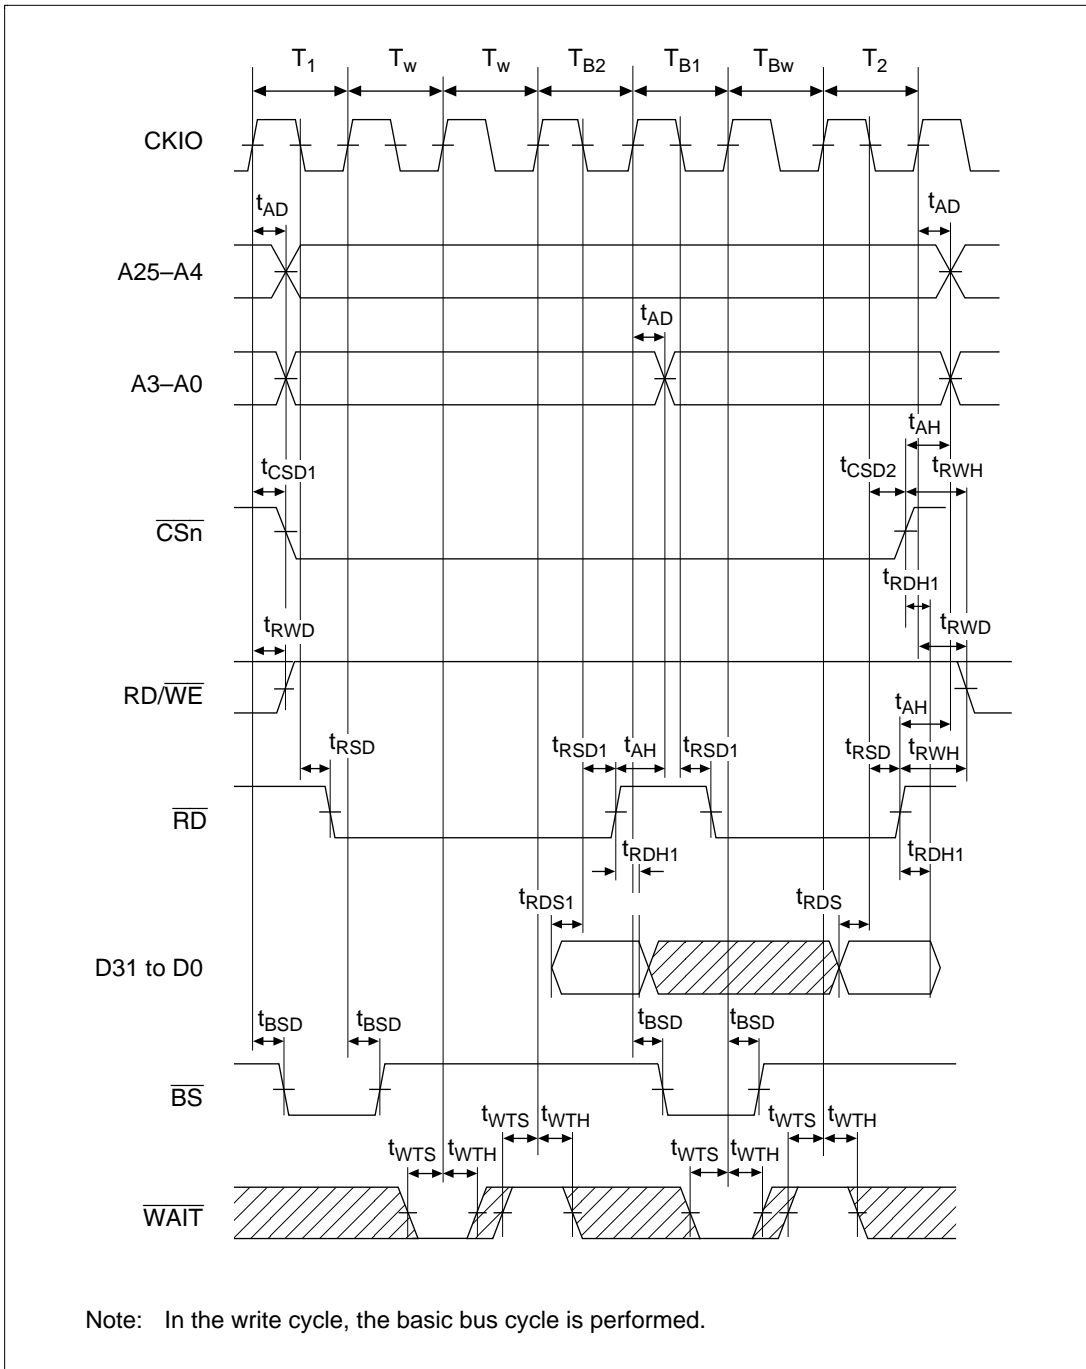 T1 Tw Tw TB2 TB1 TBw T2
CKIO
tAD tAD
A25–A4
tAD
A3–A0
tAH
tCSD1 tCSD2 tRWH
CSn
tRDH1
tRWD tRWD
RD/WE
tAH
tRSD tRSD1 tAH tRSD1 tRSD tRWH
RD
tRDH1 tRDH1
tRDS1 tRDS
D31 to D0
tBSD tBSD tBSD tBSD
BS
tWTS tWTH tWTS tWTH
tWTS tWTH tWTS tWTH
WAIT
Note: In the write cycle, the basic bus cycle is performed.